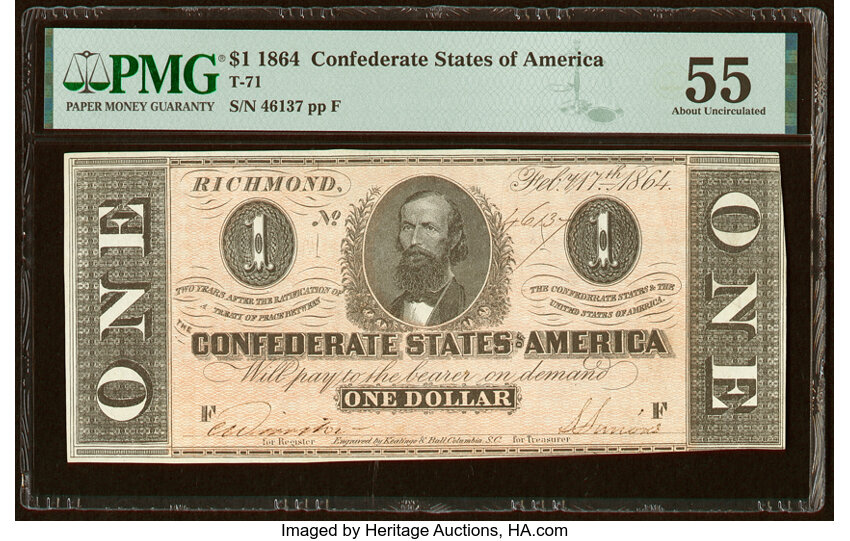 PMG® $1 1864 Confederate States of America 55
PAPER MONEY GUARANTY T-71 About Uncirculated
S/N 46137 pp F
ONE
RICHMOND, Feby. 17th. 1864.
No 46137
1 1
TWO YEARS AFTER THE RATIFICATION OF
A TREATY OF PEACE BETWEEN
THE CONFEDERATE STATES & THE
UNITED STATES OF AMERICA.
THE
CONFEDERATE STATES OF AMERICA
Will pay to the bearer on demand
ONE DOLLAR
F F
for Register Engraved by Keatinge & Ball, Columbia, S.C. for Treasurer
ONE
Imaged by Heritage Auctions, HA.com